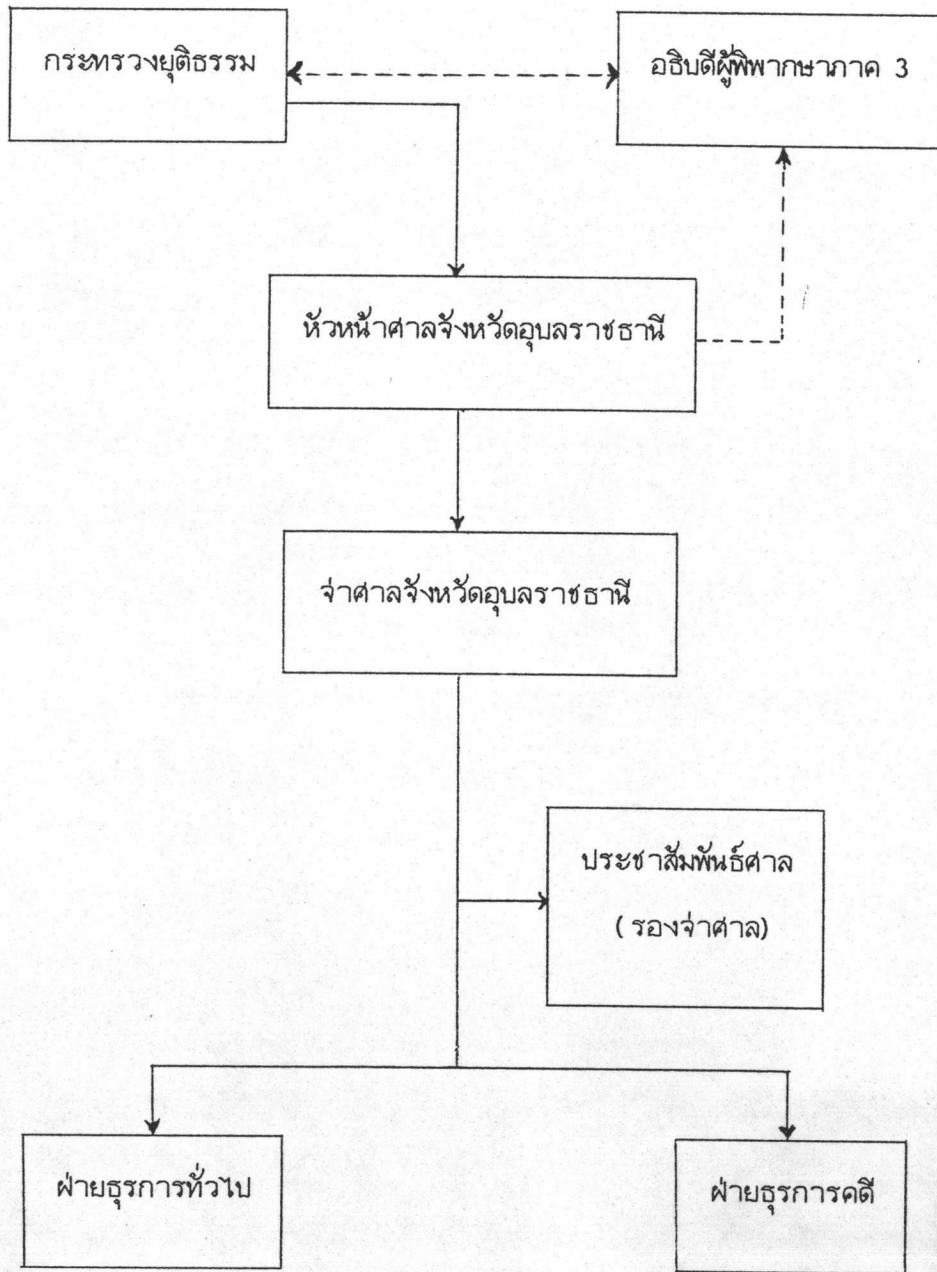 กระทรวงยุติธรรม
อธิบดีผู้พิพากษาภาค 3
หัวหน้าศาลจังหวัดอุบลราชธานี
จ่าศาลจังหวัดอุบลราชธานี
ประชาสัมพันธ์ศาล
(รองจ่าศาล)
ฝ่ายธุรการทั่วไป
ฝ่ายธุรการคดี